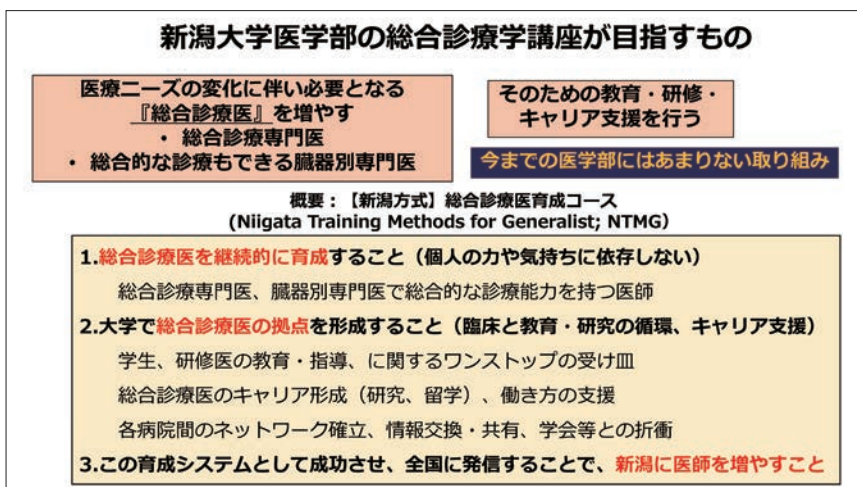 新潟大学医学部の総合診療学講座が目指すもの
医療ニーズの変化に伴い必要となる
『総合診療医』を増やす
・ 総合診療専門医
・ 総合的な診療もできる臓器別専門医
そのための教育・研修・
キャリア支援を行う
今までの医学部にはあまりない取り組み
概要：【新潟方式】総合診療医育成コース
(Niigata Training Methods for Generalist; NTMG）
1.総合診療医を継続的に育成すること（個人の力や気持ちに依存しない）
総合診療専門医、臓器別専門医で総合的な診療能力を持つ医師
2.大学で総合診療医の拠点を形成すること（臨床と教育・研究の循環、キャリア支援）
学生、研修医の教育・指導、に関するワンストップの受け皿
総合診療医のキャリア形成（研究、留学）、働き方の支援
各病院間のネットワーク確立、情報交換・共有、学会等との折衝
3.この育成システムとして成功させ、全国に発信することで、新潟に医師を増やすこと